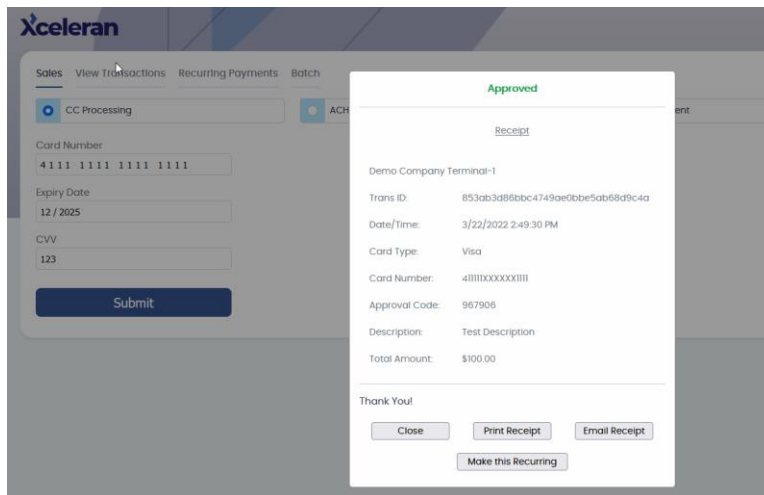 Xceleran
Sales View Transactions Recurring Payments Batch
CC Processing
ACH
ent
Card Number
4111 1111 1111 1111
Expiry Date
12 / 2025
CVV
123
Submit
Approved
Receipt
Demo Company Terminal-1
Trans ID: 853ab3d86bbc4749ae0bbe5ab68d9c4a
Date/Time: 3/22/2022 2:49:30 PM
Card Type: Visa
Card Number: 411111XXXXXX1111
Approval Code: 967906
Description: Test Description
Total Amount: $100.00
Thank You!
Close Print Receipt Email Receipt
Make this Recurring